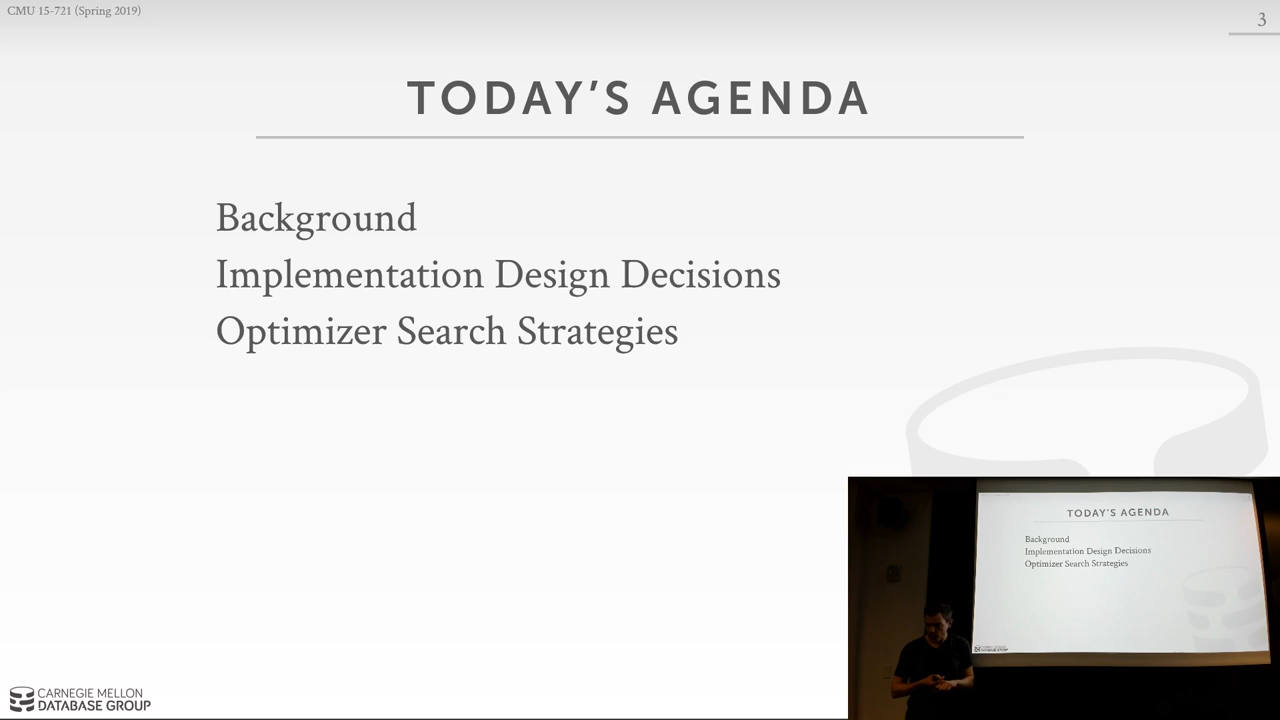 CMU 15-721 (Spring 2019)
3
TODAY'S AGENDA
Background
Implementation Design Decisions
Optimizer Search Strategies
TODAY'S AGENDA
Background
Implementation Design Decisions
Optimizer Search Strategies
CARNEGIE MELLON
DATABASE GROUP